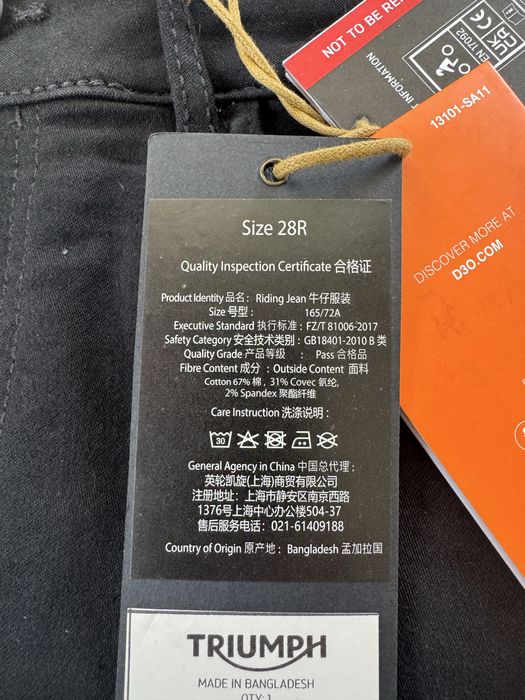 NOT TO BE RE
INFORMATION
EN 17092
UK
CA
13101-SA11
DISCOVER MORE AT
D3O.COM
Size 28R
Quality Inspection Certificate 合格证
Product Identity 品名: Riding Jean 牛仔服装
Size 号型: 165/72A
Executive Standard 执行标准: FZ/T 81006-2017
Safety Category 安全技术类别: GB18401-2010 B 类
Quality Grade 产品等级 : Pass 合格品
Fibre Content 成分 : Outside Content 面料
Cotton 67% 棉 , 31% Covec 氨纶,
2% Spandex 聚酯纤维
Care Instruction 洗涤说明 :
30
General Agency in China 中国总代理 :
英轮凯旋(上海)商贸有限公司
注册地址 : 上海市静安区南京西路
1376号上海中心办公楼504-37
售后服务电话 : 021-61409188
Country of Origin 原产地: Bangladesh 孟加拉国
TRIUMPH
MADE IN BANGLADESH
QTY: 1